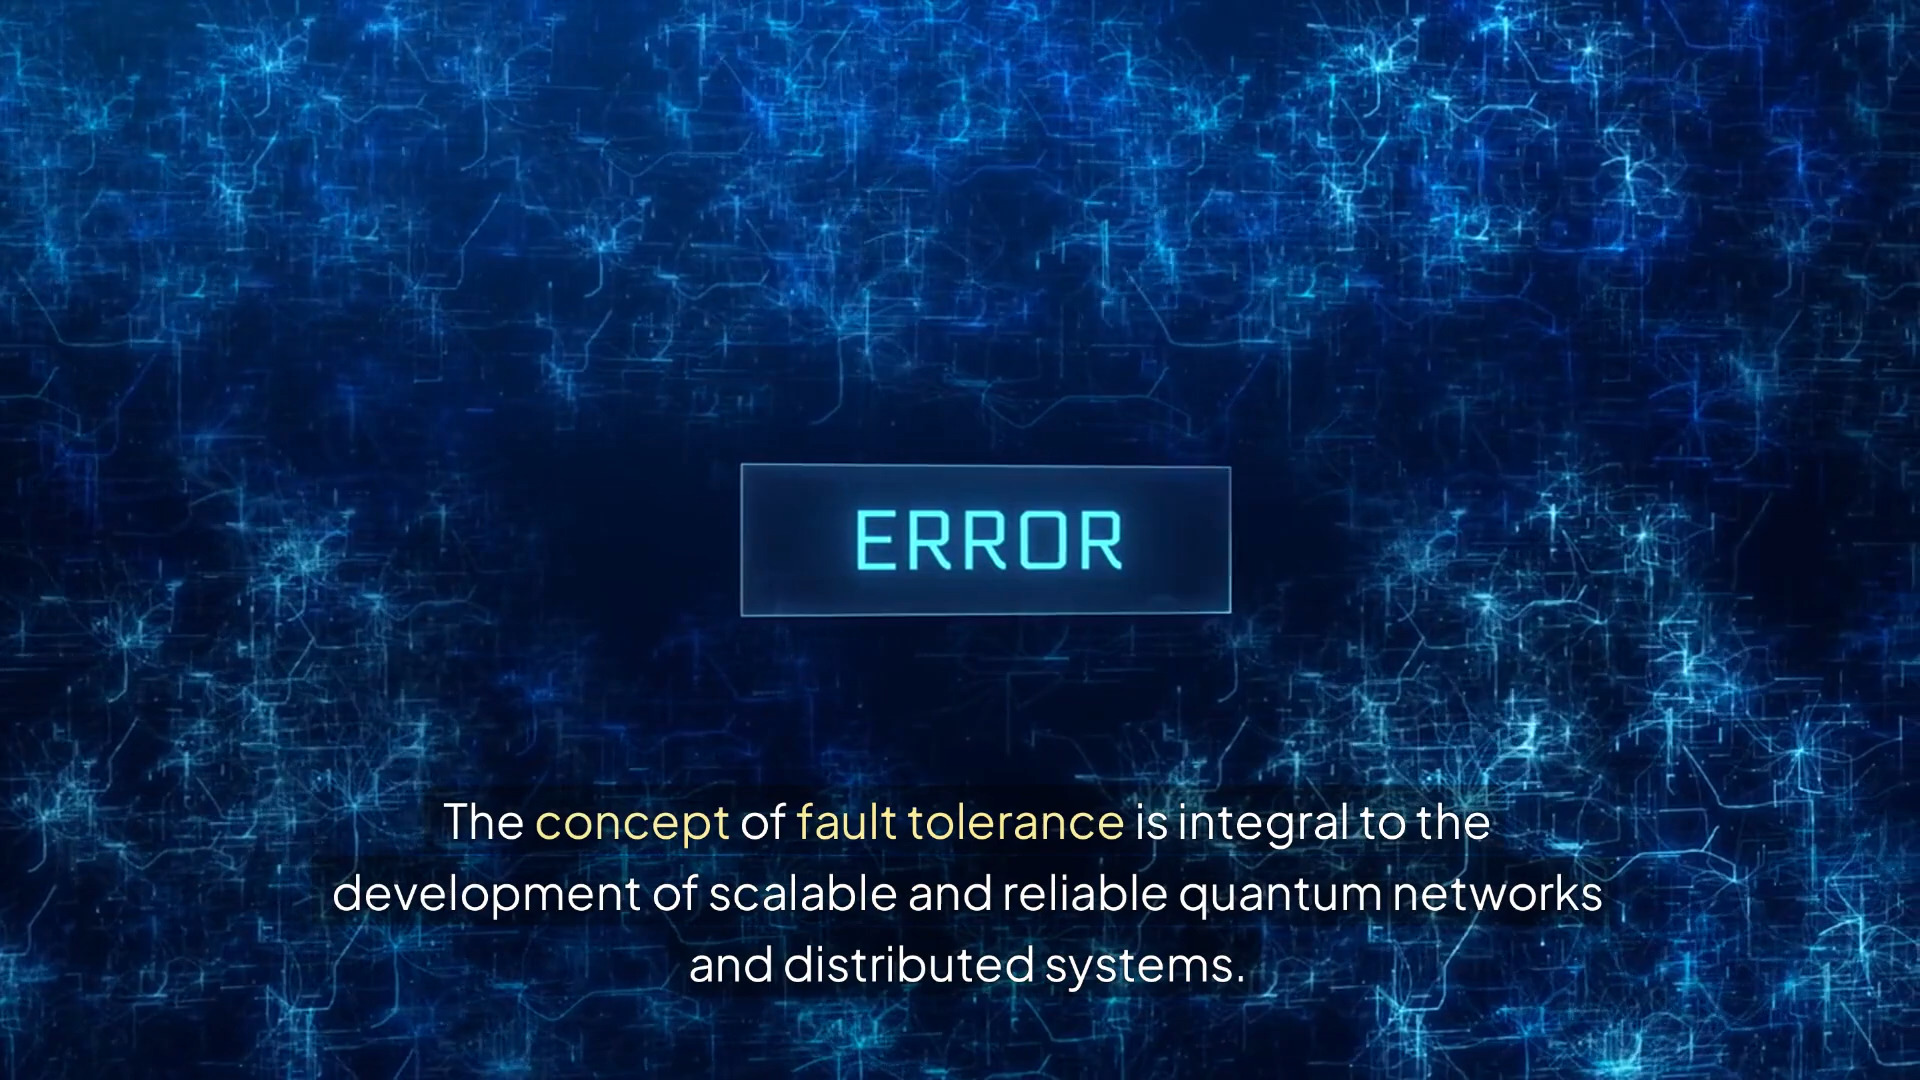 ERROR
The concept of fault tolerance is integral to the
development of scalable and reliable quantum networks
and distributed systems.